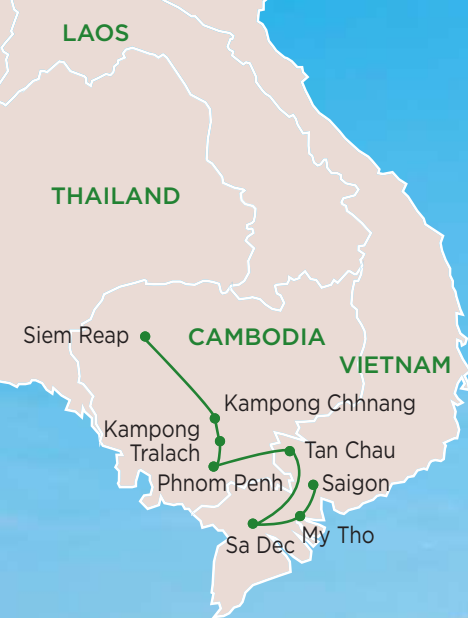 LAOS
THAILAND
Siem Reap
CAMBODIA
VIETNAM
Kampong Chhnang
Kampong
Tralach
Tan Chau
Phnom Penh
Saigon
My Tho
Sa Dec